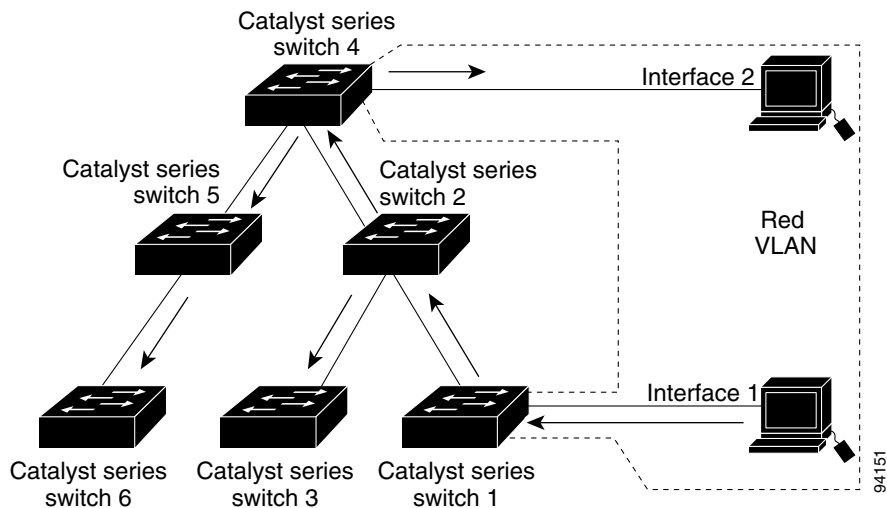 Catalyst series
switch 4
Interface 2
Catalyst series
switch 5
Catalyst series
switch 2
Red
VLAN
Interface 1
Catalyst series
switch 6
Catalyst series
switch 3
Catalyst series
switch 1
94151